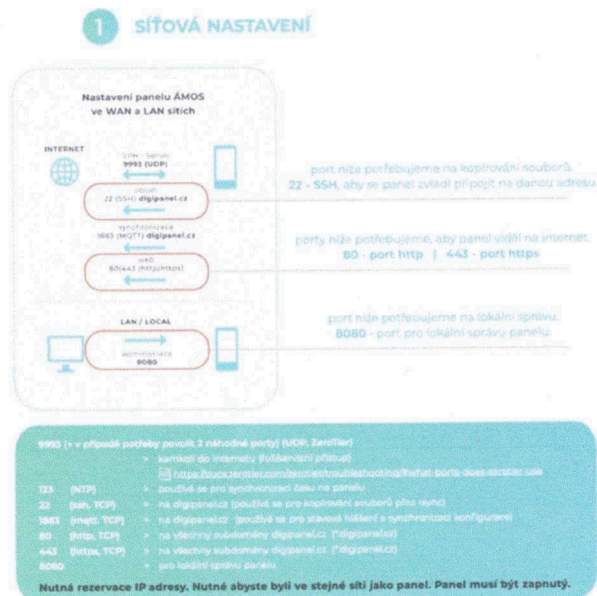 1 SÍŤOVÁ NASTAVENÍ
Nastavení panelu ÁMOS
ve WAN a LAN sítích
INTERNET
VPN - Servis
9993 (UDP)
obsah
22 (SSH) digipanel.cz
synchronizace
1883 (MQTT) digipanel.cz
web
80/443 (http/https)
LAN / LOCAL
administrace
8080
port níže potřebujeme na kopírování souborů.
22 - SSH, aby se panel zvládl připojit na danou adresu
porty níže potřebujeme, aby panel viděl na internet.
80 - port http | 443 - port https
port níže potřebujeme na lokální správu.
8080 - port pro lokální správu panelu.
9993 (+ v případě potřeby povolit 2 náhodné porty) (UDP, ZeroTier)
> kamkoli do internetu (fullservisní přístup)
123 (NTP) > používá se pro synchronizaci času na panelu
22 (ssh, TCP) > na digipanel.cz (používá se pro kopírování souborů přes rsync)
1883 (mqtt, TCP) > na digipanel.cz (používá se pro stavové hlášení a synchronizaci konfigurace)
80 (http, TCP) > na všechny subdomény digipanel.cz (*.digipanel.cz)
443 (https, TCP) > na všechny subdomény digipanel.cz (*.digipanel.cz)
8080 > pro lokální správu panelu
Nutná rezervace IP adresy. Nutné abyste byli ve stejné síti jako panel. Panel musí být zapnutý.